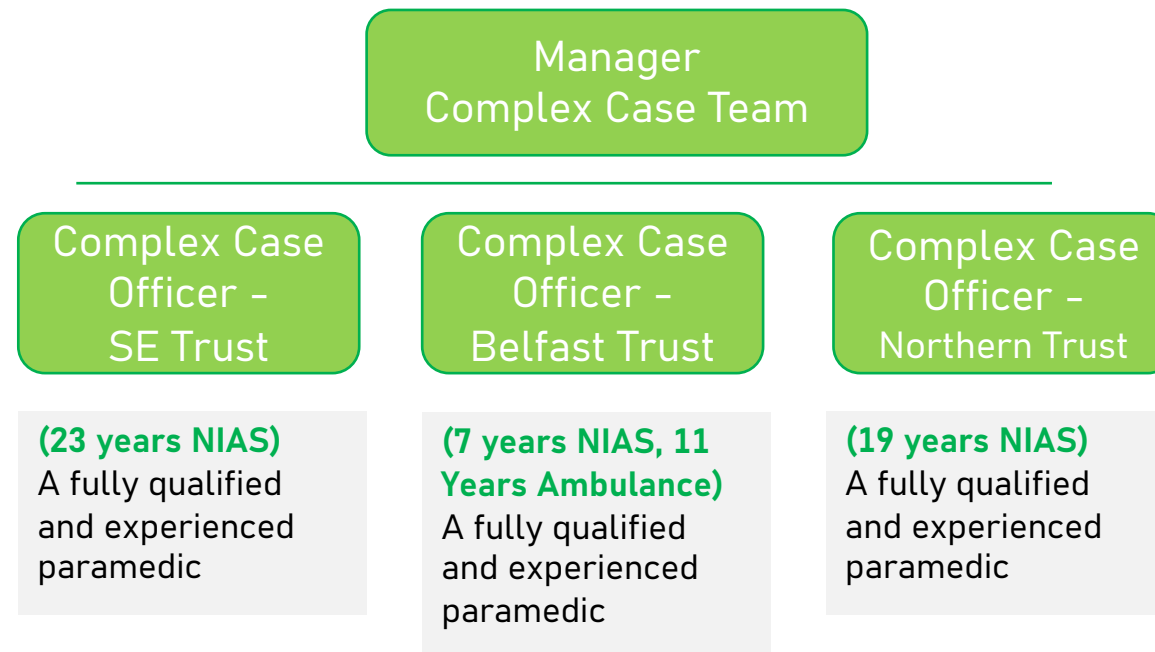 Manager
Complex Case Team
Complex Case
Officer –
SE Trust
Complex Case
Officer –
Belfast Trust
Complex Case
Officer –
Northern Trust
(23 years NIAS)
A fully qualified
and experienced
paramedic
(7 years NIAS, 11
Years Ambulance)
A fully qualified
and experienced
paramedic
(19 years NIAS)
A fully qualified
and experienced
paramedic